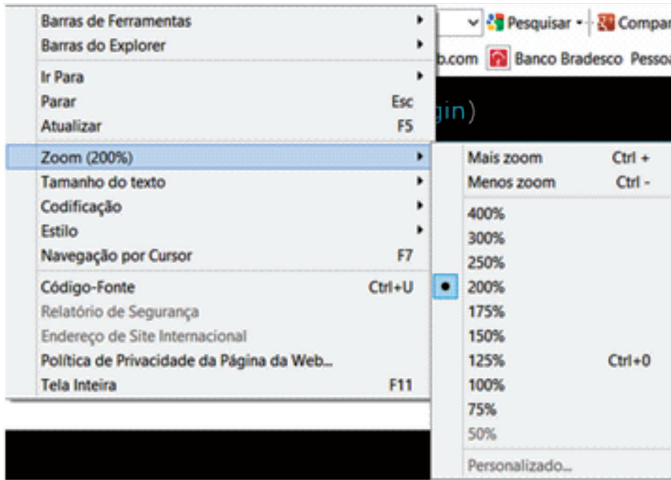 Barras de Ferramentas
Barras do Explorer
Ir Para
Parar Esc
Atualizar F5
Zoom (200%)
Tamanho do texto
Codificação
Estilo
Navegação por Cursor F7
Código-Fonte Ctrl+U
Relatório de Segurança
Endereço de Site Internacional
Política de Privacidade da Página da Web...
Tela Inteira F11
Pesquisar Compar
b.com Banco Bradesco Pessoa
gin)
Mais zoom Ctrl +
Menos zoom Ctrl -
400%
300%
250%
200%
175%
150%
125% Ctrl+0
100%
75%
50%
Personalizado...